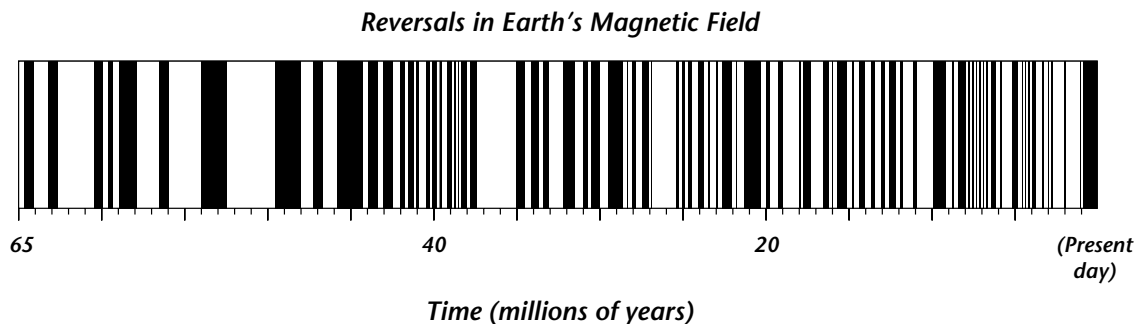 Reversals in Earth’s Magnetic Field
65 40 20 (Present
day)
Time (millions of years)